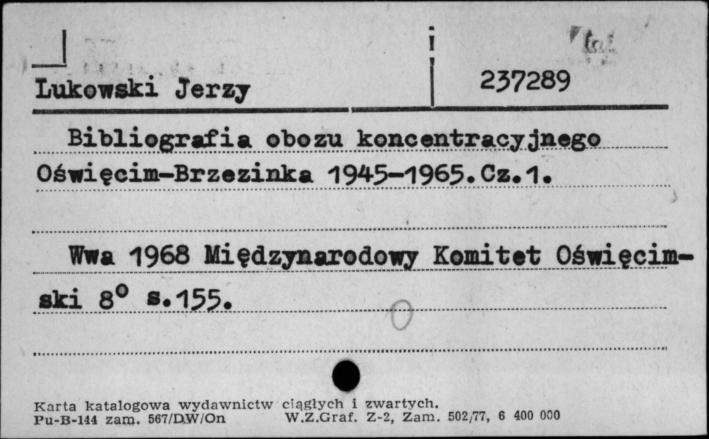 Lukowski Jerzy
237289
Bibliografia obozu koncentracyjnego
Oświęcim-Brzezinka 1945-1965.Cz.1.
Wwa 1968 Międzynarodowy Komitet Oświęcim-
ski 8° s.155.
Karta katalogowa wydawnictw ciągłych i zwartych.
Pu-B-144 zam. 567/DW/On W.Z.Graf. Z-2, Zam. 502/77, 6 400 000